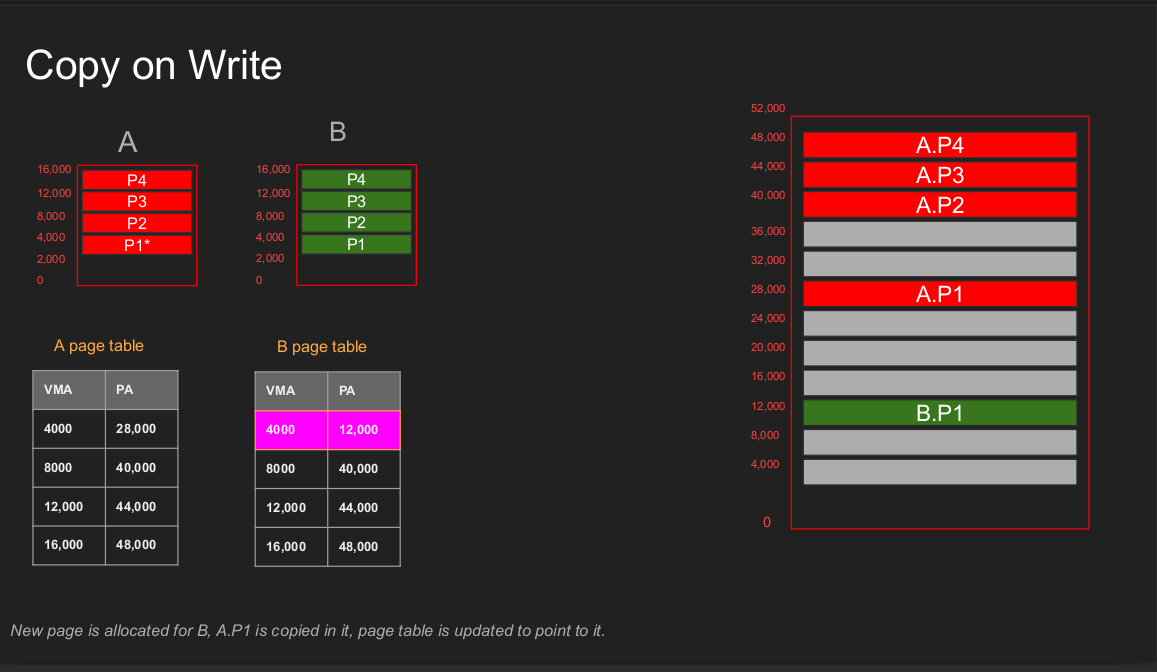 Copy on Write
A
16,000
12,000
8,000
4,000
2,000
0
P4
P3
P2
P1*
B
16,000
12,000
8,000
4,000
2,000
0
P4
P3
P2
P1
A page table
VMA PA
4000 28,000
8000 40,000
12,000 44,000
16,000 48,000
B page table
VMA PA
4000 12,000
8000 40,000
12,000 44,000
16,000 48,000
52,000
48,000
44,000
40,000
36,000
32,000
28,000
24,000
20,000
16,000
12,000
8,000
4,000
0
A.P4
A.P3
A.P2
A.P1
B.P1
New page is allocated for B, A.P1 is copied in it, page table is updated to point to it.